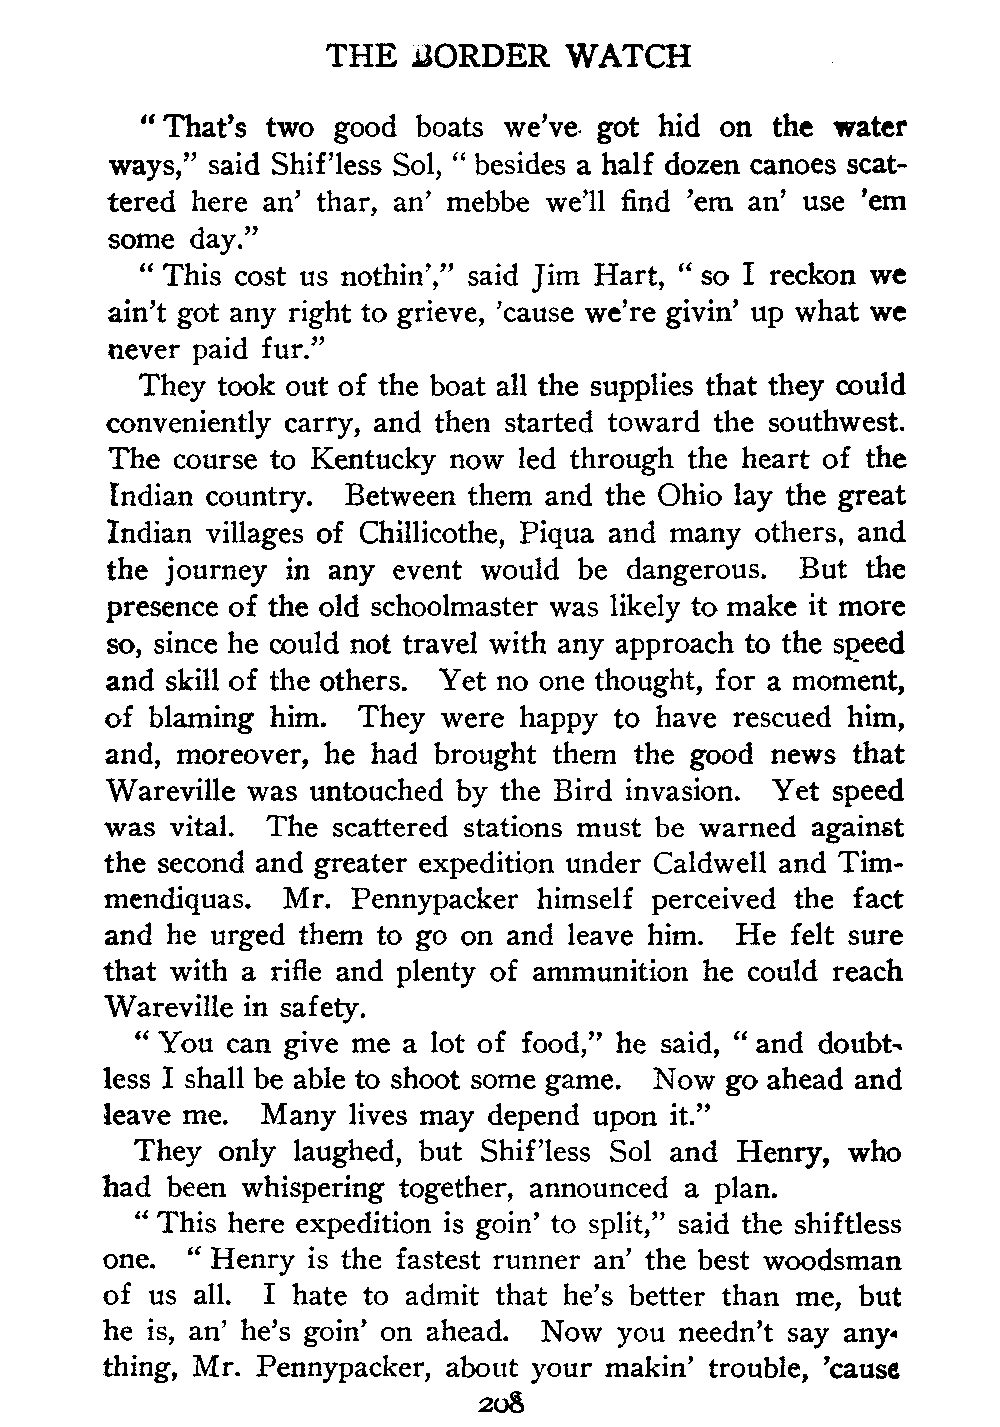 THE BORDER WATCH
“ That’s two good boats we’ve got hid on the water
ways,” said Shif’less Sol, “ besides a half dozen canoes scat-
tered here an’ thar, an’ mebbe we’ll find ’em an’ use ’em
some day.”
“ This cost us nothin’,” said Jim Hart, “ so I reckon we
ain’t got any right to grieve, ’cause we’re givin’ up what we
never paid fur.”
They took out of the boat all the supplies that they could
conveniently carry, and then started toward the southwest.
The course to Kentucky now led through the heart of the
Indian country. Between them and the Ohio lay the great
Indian villages of Chillicothe, Piqua and many others, and
the journey in any event would be dangerous. But the
presence of the old schoolmaster was likely to make it more
so, since he could not travel with any approach to the speed
and skill of the others. Yet no one thought, for a moment,
of blaming him. They were happy to have rescued him,
and, moreover, he had brought them the good news that
Wareville was untouched by the Bird invasion. Yet speed
was vital. The scattered stations must be warned against
the second and greater expedition under Caldwell and Tim-
mendiquas. Mr. Pennypacker himself perceived the fact
and he urged them to go on and leave him. He felt sure
that with a rifle and plenty of ammunition he could reach
Wareville in safety.
“ You can give me a lot of food,” he said, “ and doubt-
less I shall be able to shoot some game. Now go ahead and
leave me. Many lives may depend upon it.”
They only laughed, but Shif’less Sol and Henry, who
had been whispering together, announced a plan.
“ This here expedition is goin’ to split,” said the shiftless
one. “ Henry is the fastest runner an’ the best woodsman
of us all. I hate to admit that he’s better than me, but
he is, an’ he’s goin’ on ahead. Now you needn’t say any-
thing, Mr. Pennypacker, about your makin’ trouble, ’cause
208